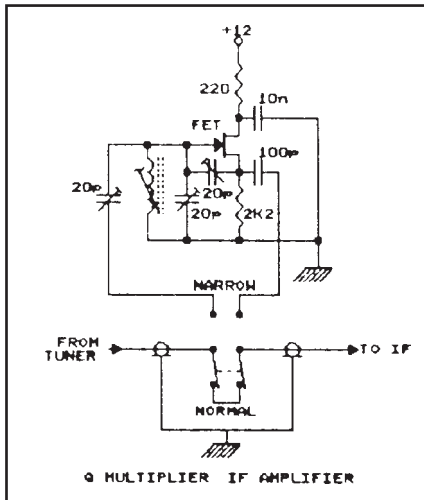 +12
220
10n
FET
100p
20p
20p
20p
2K2
NARROW
FROM
TUNER
TO IF
NORMAL
Q MULTIPLIER IF AMPLIFIER